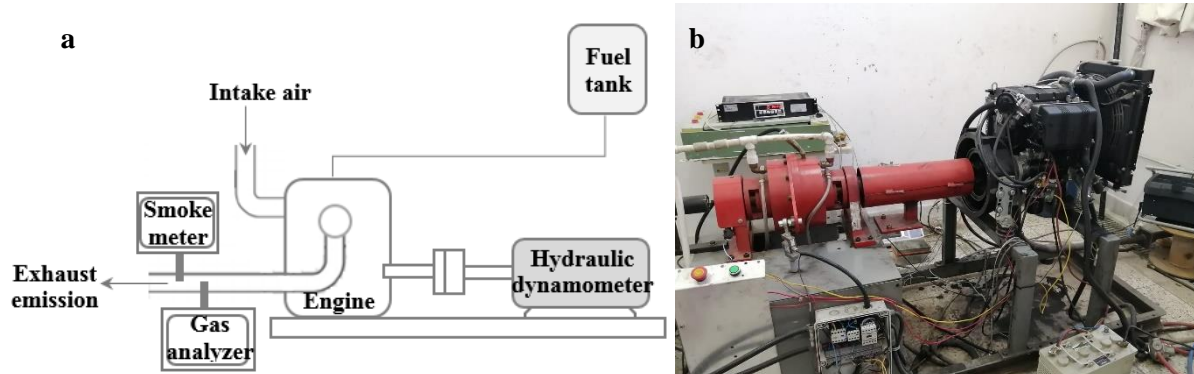 a
Fuel
tank
Intake air
Smoke
meter
Exhaust
emission
Engine
Hydraulic
dynamometer
Gas
analyzer
b